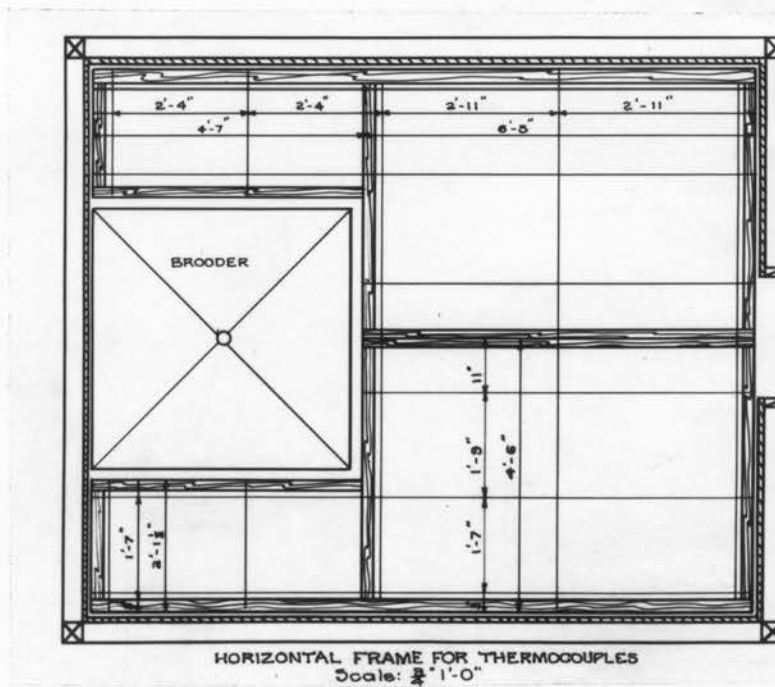 2'-4" 2'-4" 2'-11" 2'-11"
4'-7" 6'-5"
BROODER
11"
1'-9"
4'-6"
1'-7"
1'-7"
2'-1½"
HORIZONTAL FRAME FOR THERMOCOUPLES
Scale: ¾" 1'-0"